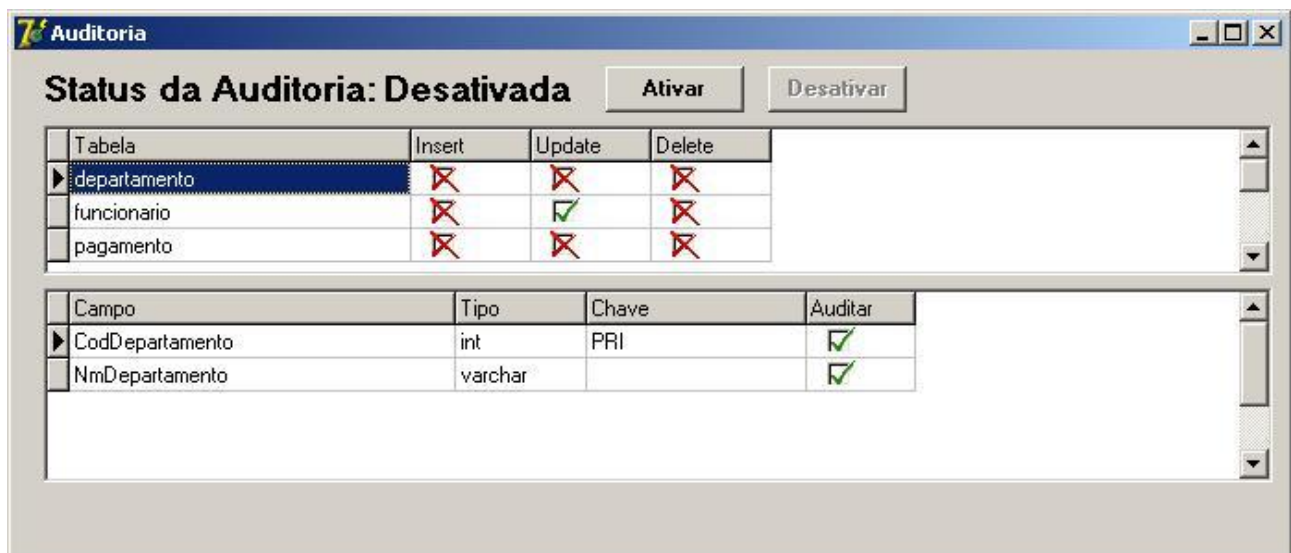 Auditoria
Status da Auditoria: Desativada Ativar Desativar
Tabela Insert Update Delete
departamento
funcionario
pagamento
Campo Tipo Chave Auditar
CodDepartamento int PRI
NmDepartamento varchar